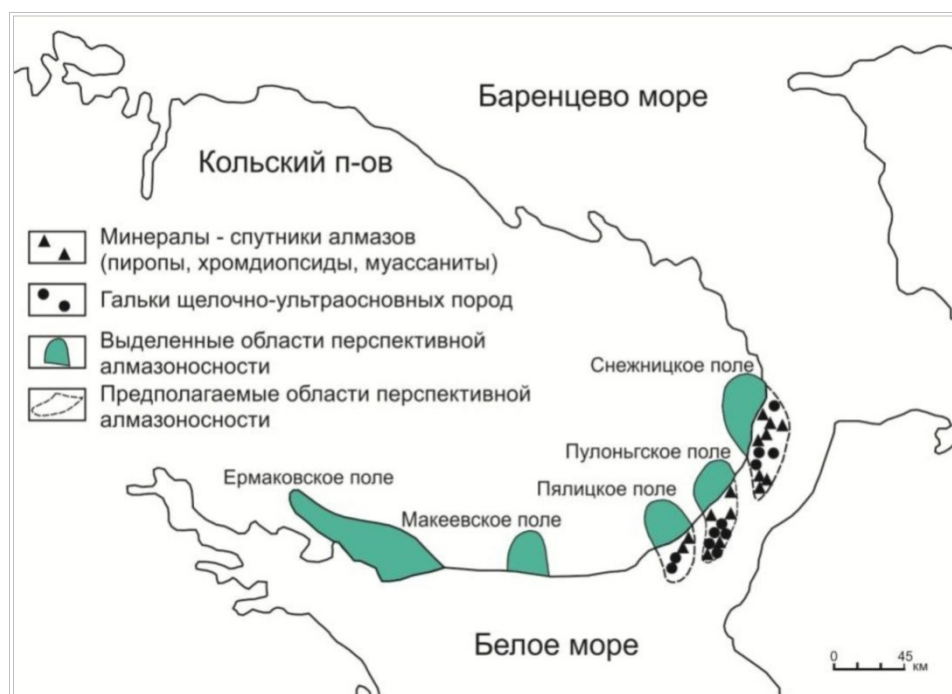 Баренцево море
Кольский п-ов
Минералы - спутники алмазов
(пиропы, хромдиопсиды, муассаниты)
Гальки щелочно-ультраосновных пород
Выделенные области перспективной
алмазоносности
Предполагаемые области перспективной
алмазоносности
Снежницкое поле
Пулоньгское поле
Ермаковское поле
Пялицкое поле
Макеевское поле
Белое море
0 45
км